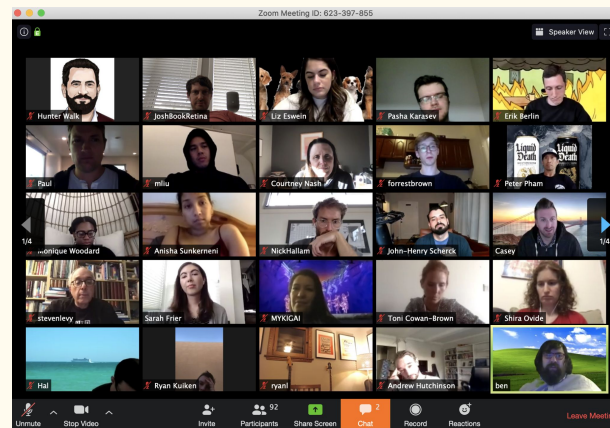 Zoom Meeting ID: 623-397-855
Speaker View
Hunter Walk
JoshBookRetina
Liz Eswein
Pasha Karasev
Erik Berlin
Liquid Death
Liquid Death
Paul
mliu
Courtney Nash
forrestbrown
Peter Pham
1/4
1/4
Monique Woodard
Anisha Sunkerneni
NickHallam
John-Henry Scherck
Casey
stevenlevy
Sarah Frier
MYKIGAI
Toni Cowan-Brown
Shira Ovide
Hal
Ryan Kuiken
ryanl
Andrew Hutchinson
ben
92
2
Unmute
Stop Video
Invite
Participants
Share Screen
Chat
Record
Reactions
Leave Meeti